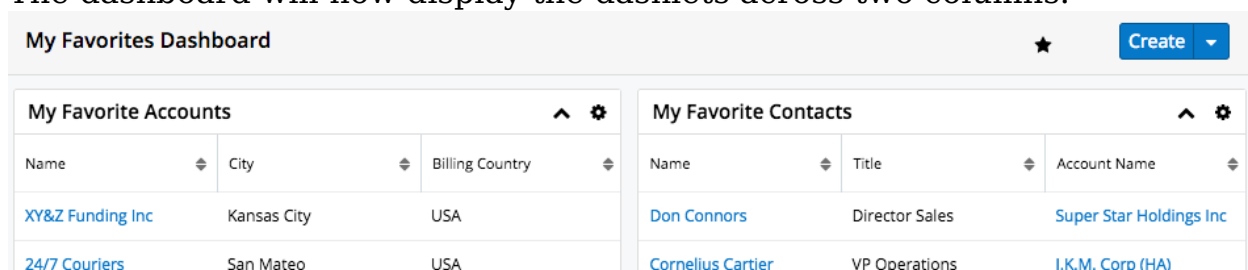 The dashboard will now display the dashlets across two columns.
My Favorites Dashboard Create
My Favorite Accounts My Favorite Contacts
Name City Billing Country Name Title Account Name
XY&Z Funding Inc Kansas City USA Don Connors Director Sales Super Star Holdings Inc
24/7 Couriers San Mateo USA Cornelius Cartier VP Operations I.K.M. Corp (HA)